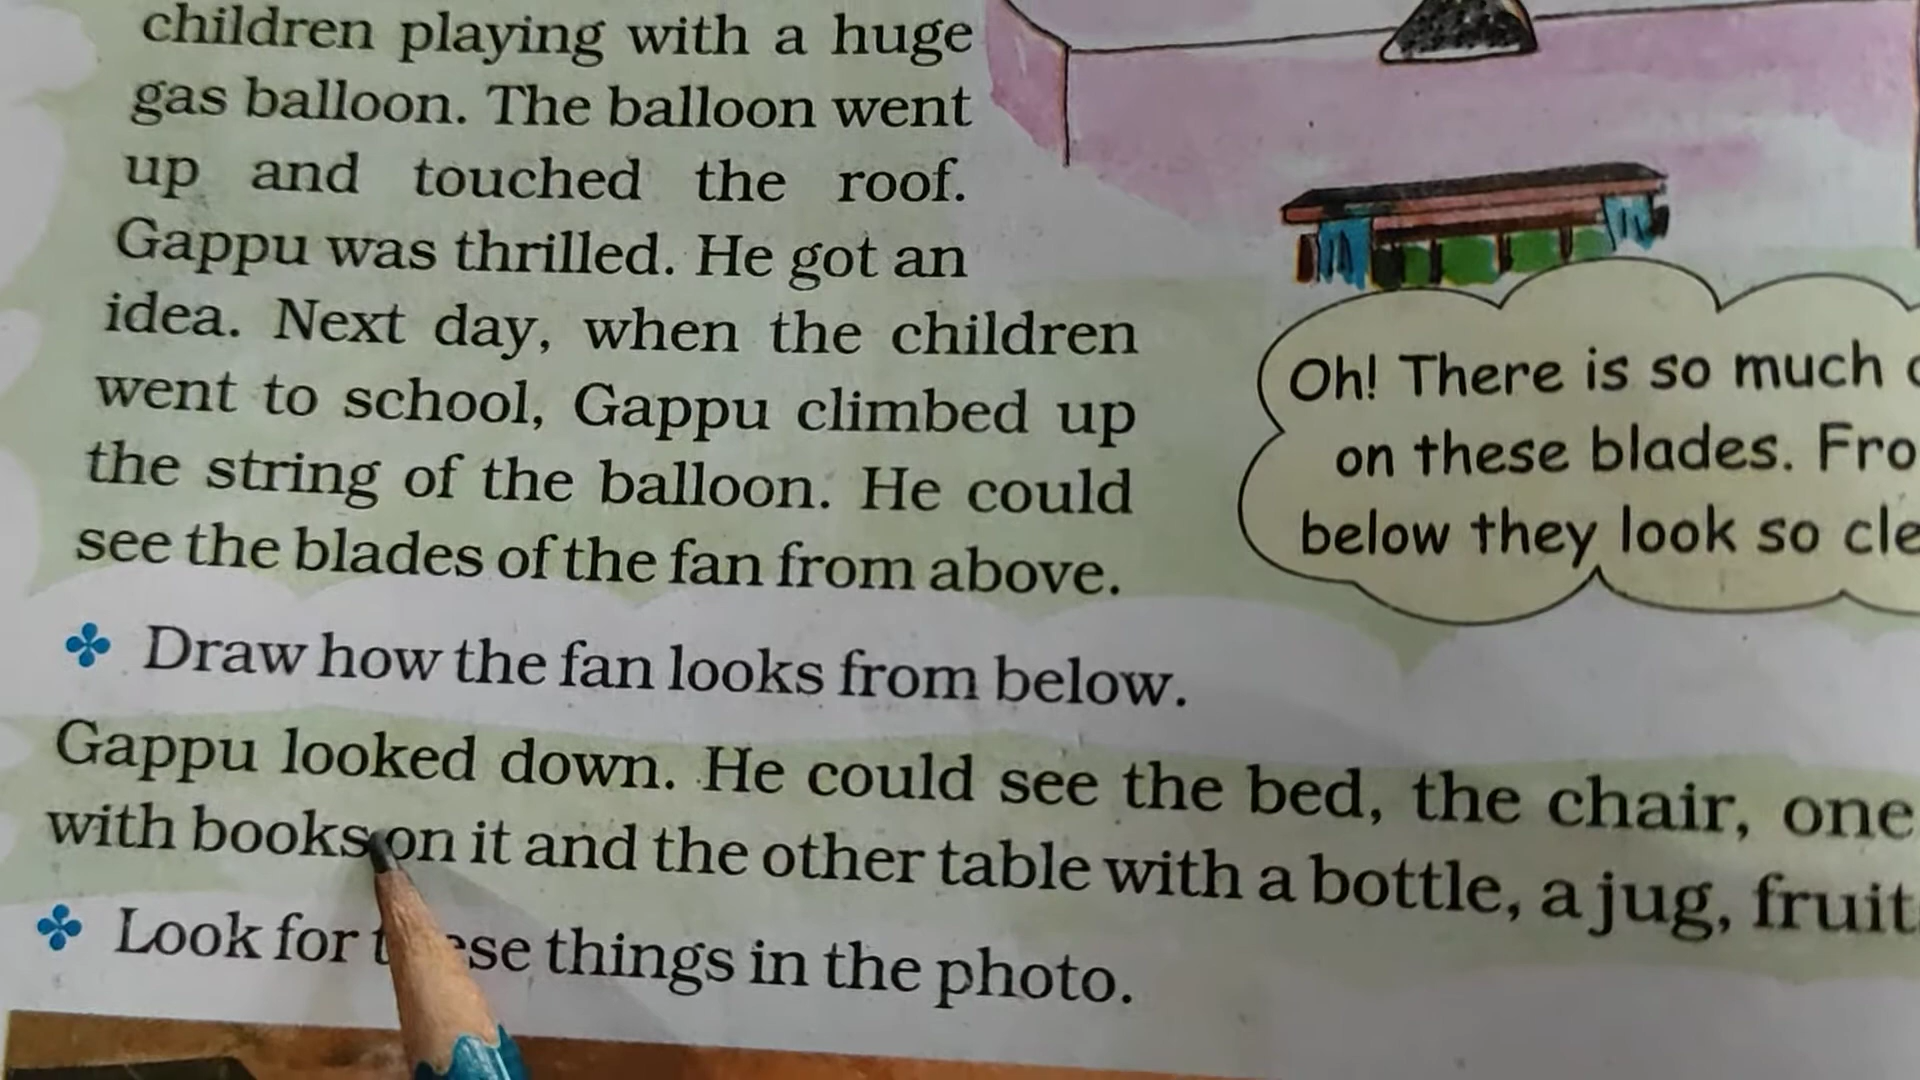 children playing with a huge
gas balloon. The balloon went
up and touched the roof.
Gappu was thrilled. He got an
idea. Next day, when the children
went to school, Gappu climbed up
the string of the balloon. He could
see the blades of the fan from above.
Oh! There is so much
on these blades.
below they look so
Draw how the fan looks from below.
Gappu looked down. He could see the bed, the chair, one
with books on it and the other table with a bottle, a jug, fruit
Look for these things in the photo.